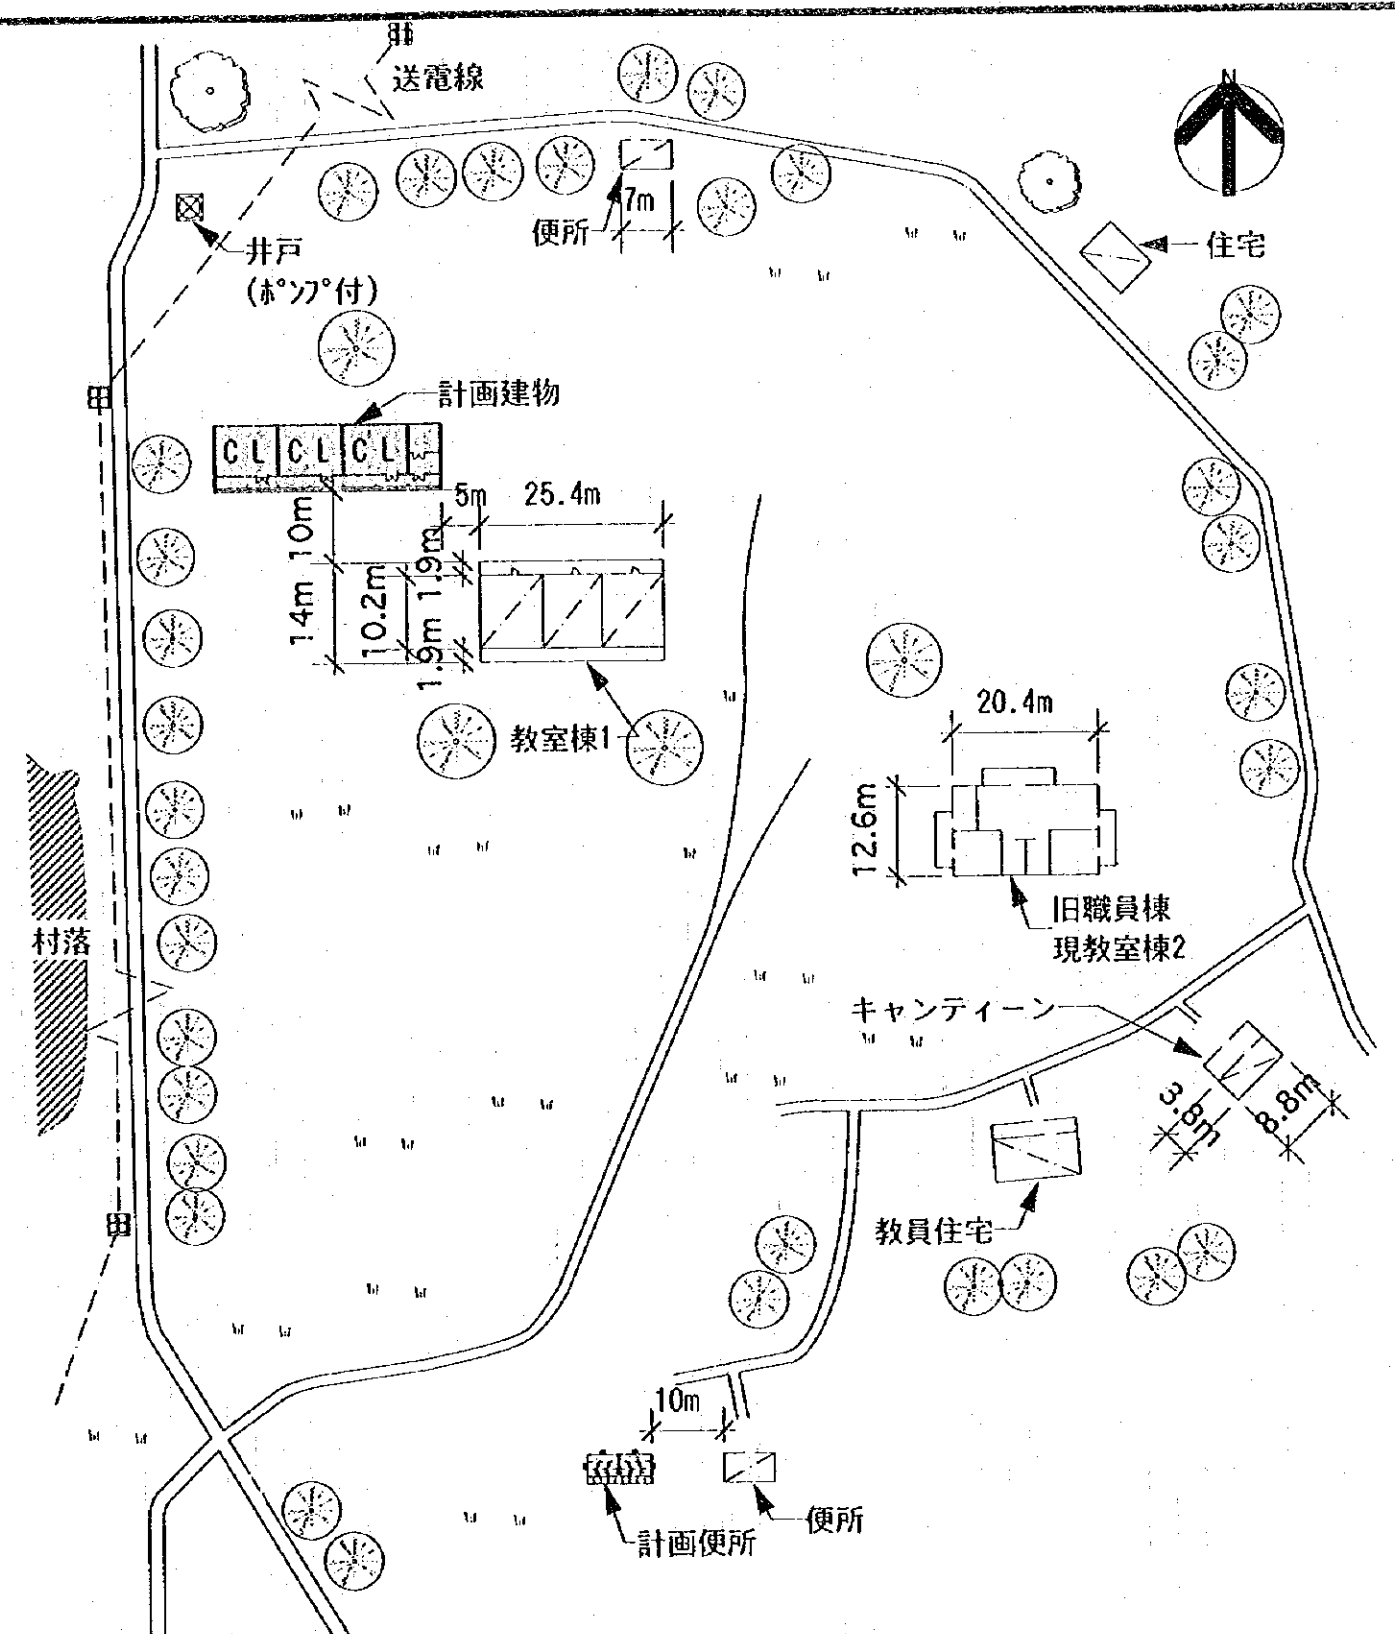 送電線
N
7m
便所
住宅
井戸
(ﾎﾟﾝﾌﾟ付)
計画建物
CL CL CL
5m 25.4m
10m
14m
10.2m
1.9m
1.9m
教室棟1
20.4m
12.6m
旧職員棟
現教室棟2
村落
キャンティーン
3.8m
8.8m
教員住宅
10m
計画便所
便所